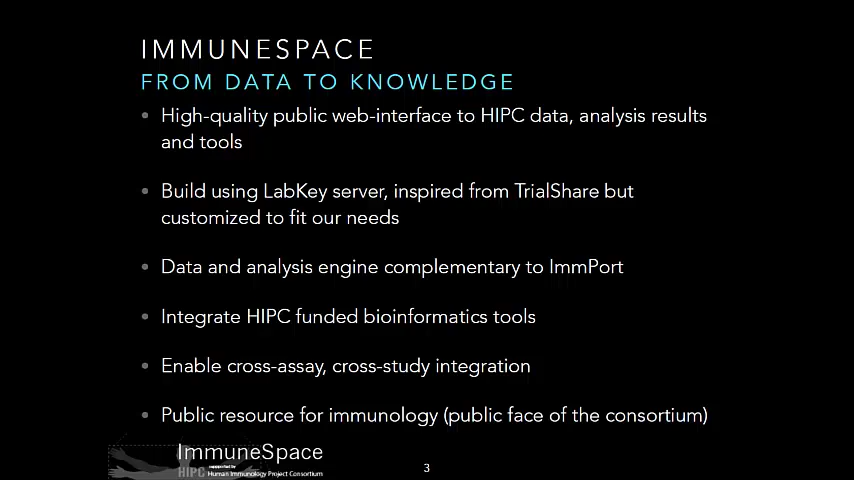 IMMUNESPACE
FROM DATA TO KNOWLEDGE
• High-quality public web-interface to HIPC data, analysis results
and tools
• Build using LabKey server, inspired from TrialShare but
customized to fit our needs
• Data and analysis engine complementary to ImmPort
• Integrate HIPC funded bioinformatics tools
• Enable cross-assay, cross-study integration
• Public resource for immunology (public face of the consortium)
ImmuneSpace
supported by
HIPC Human Immunology Project Consortium
3